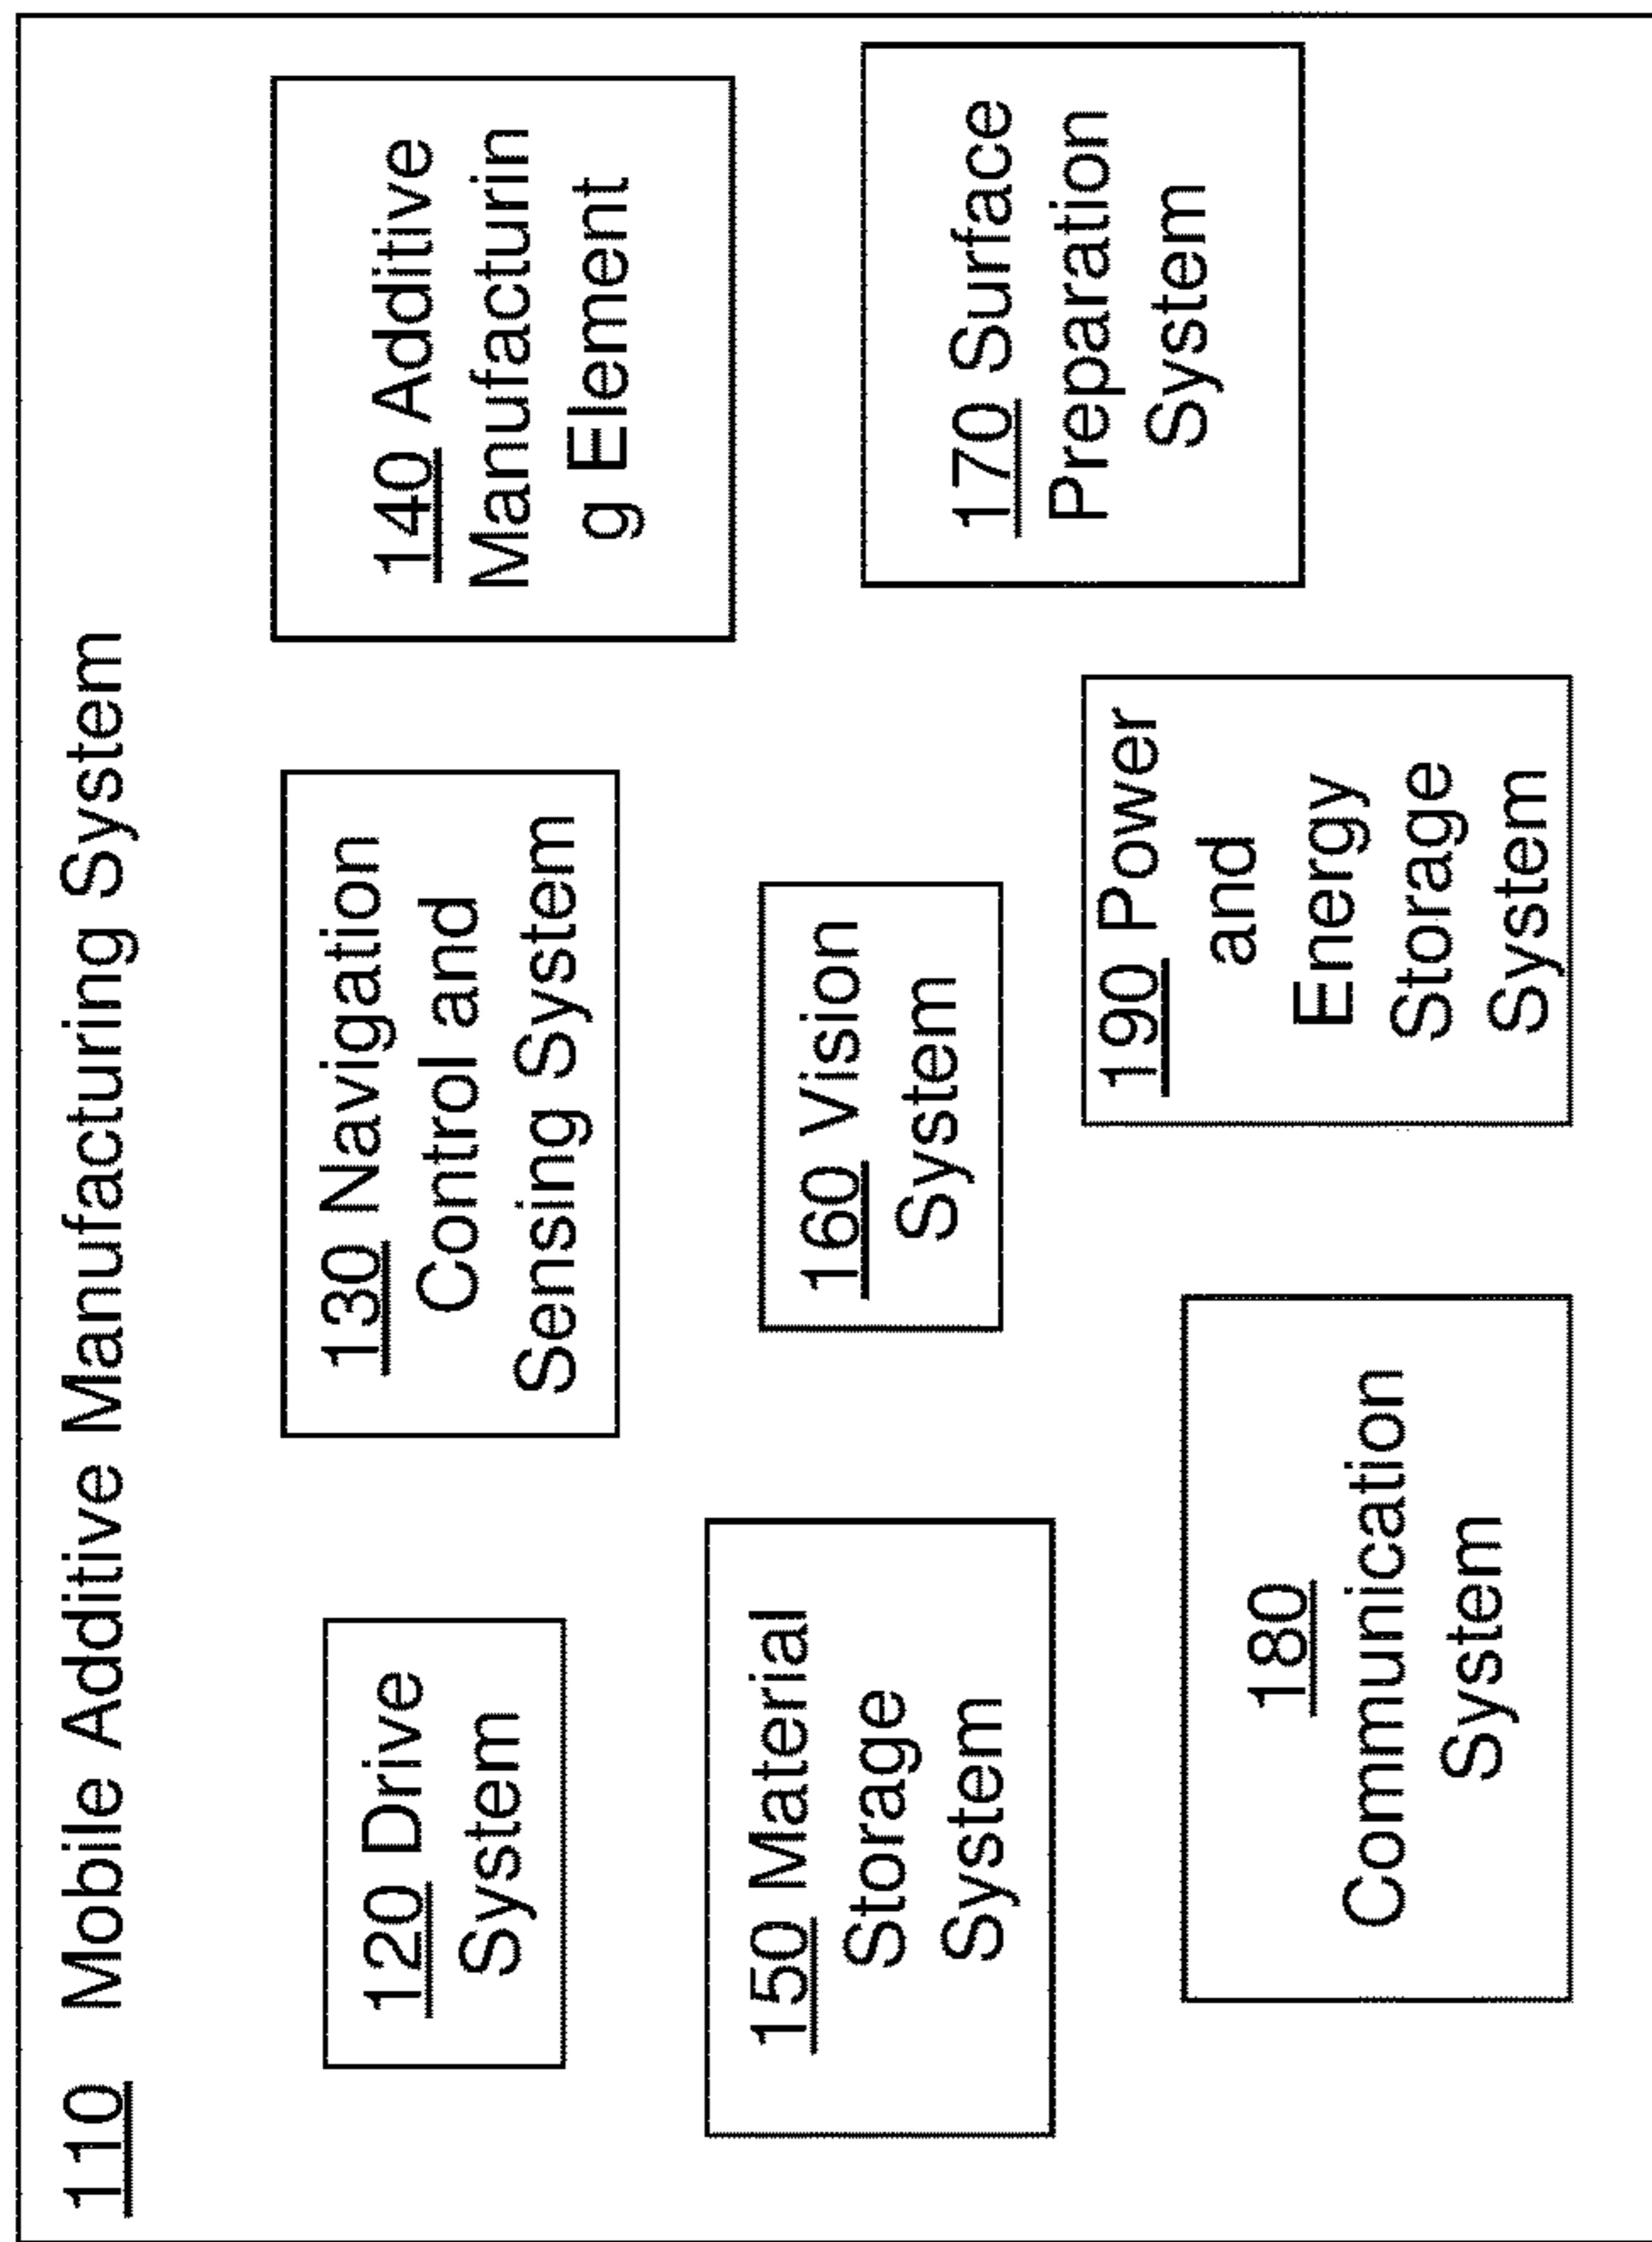 110 Mobile Additive Manufacturing System
120 Drive
System
130 Navigation
Control and
Sensing System
140 Additive
Manufacturin
g Element
150 Material
Storage
System
160 Vision
System
170 Surface
Preparation
System
180
Communication
System
190 Power
and
Energy
Storage
System